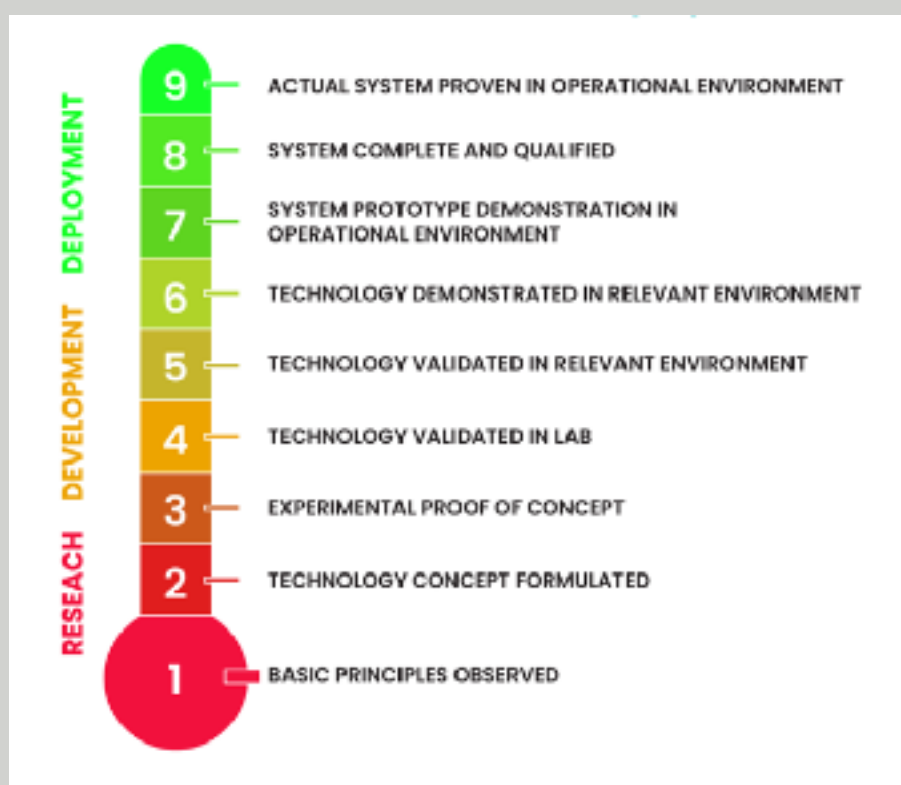 DEPLOYMENT
9 ACTUAL SYSTEM PROVEN IN OPERATIONAL ENVIRONMENT
8 SYSTEM COMPLETE AND QUALIFIED
7 SYSTEM PROTOTYPE DEMONSTRATION IN
OPERATIONAL ENVIRONMENT
DEVELOPMENT
6 TECHNOLOGY DEMONSTRATED IN RELEVANT ENVIRONMENT
5 TECHNOLOGY VALIDATED IN RELEVANT ENVIRONMENT
4 TECHNOLOGY VALIDATED IN LAB
RESEACH
3 EXPERIMENTAL PROOF OF CONCEPT
2 TECHNOLOGY CONCEPT FORMULATED
1 BASIC PRINCIPLES OBSERVED